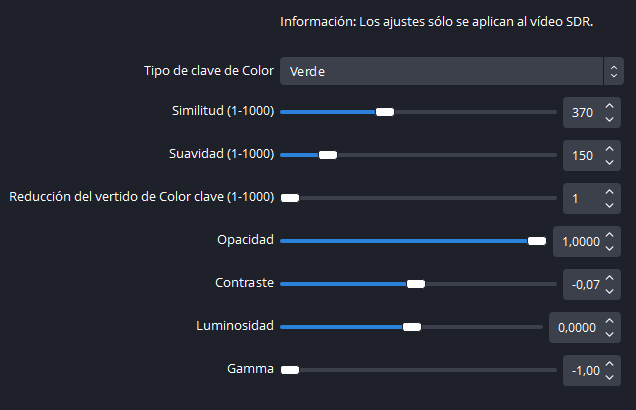 Información: Los ajustes sólo se aplican al vídeo SDR.
Tipo de clave de Color Verde
Similitud (1-1000) 370
Suavidad (1-1000) 150
Reducción del vertido de Color clave (1-1000) 1
Opacidad 1,0000
Contraste -0,07
Luminosidad 0,0000
Gamma -1,00